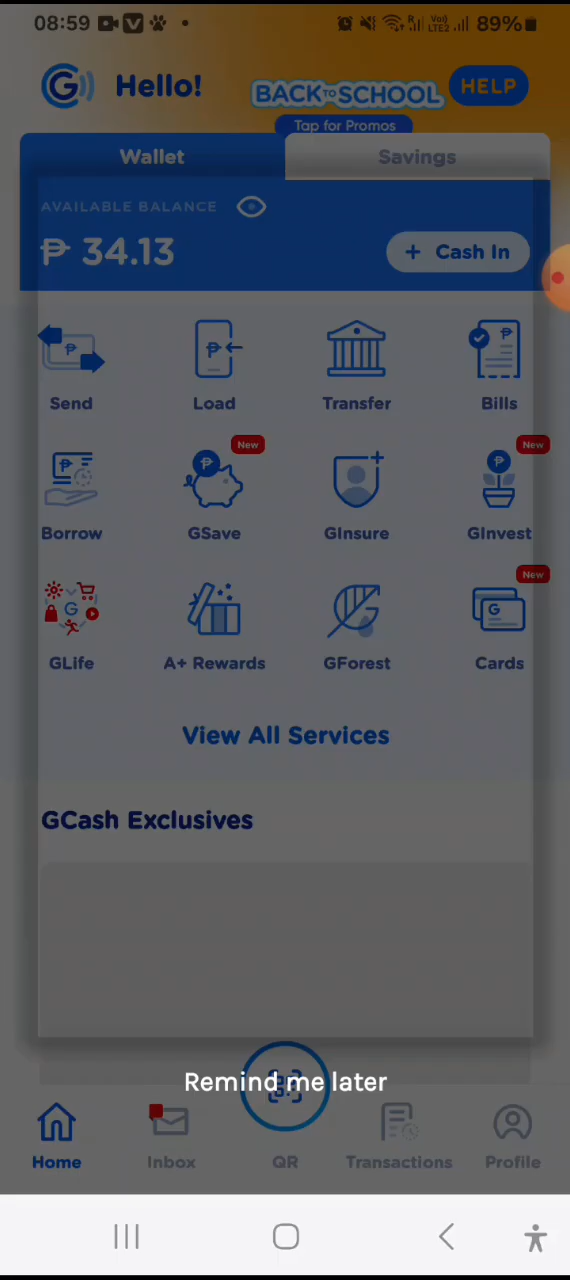 08:59 89%
Hello! BACK TO SCHOOL HELP
Tap for Promos
Wallet Savings
AVAILABLE BALANCE
₱ 34.13 + Cash In
Send Load Transfer Bills
New New
Borrow GSave GInsure GInvest
New
GLife A+ Rewards GForest Cards
View All Services
GCash Exclusives
Remind me later
Home Inbox QR Transactions Profile